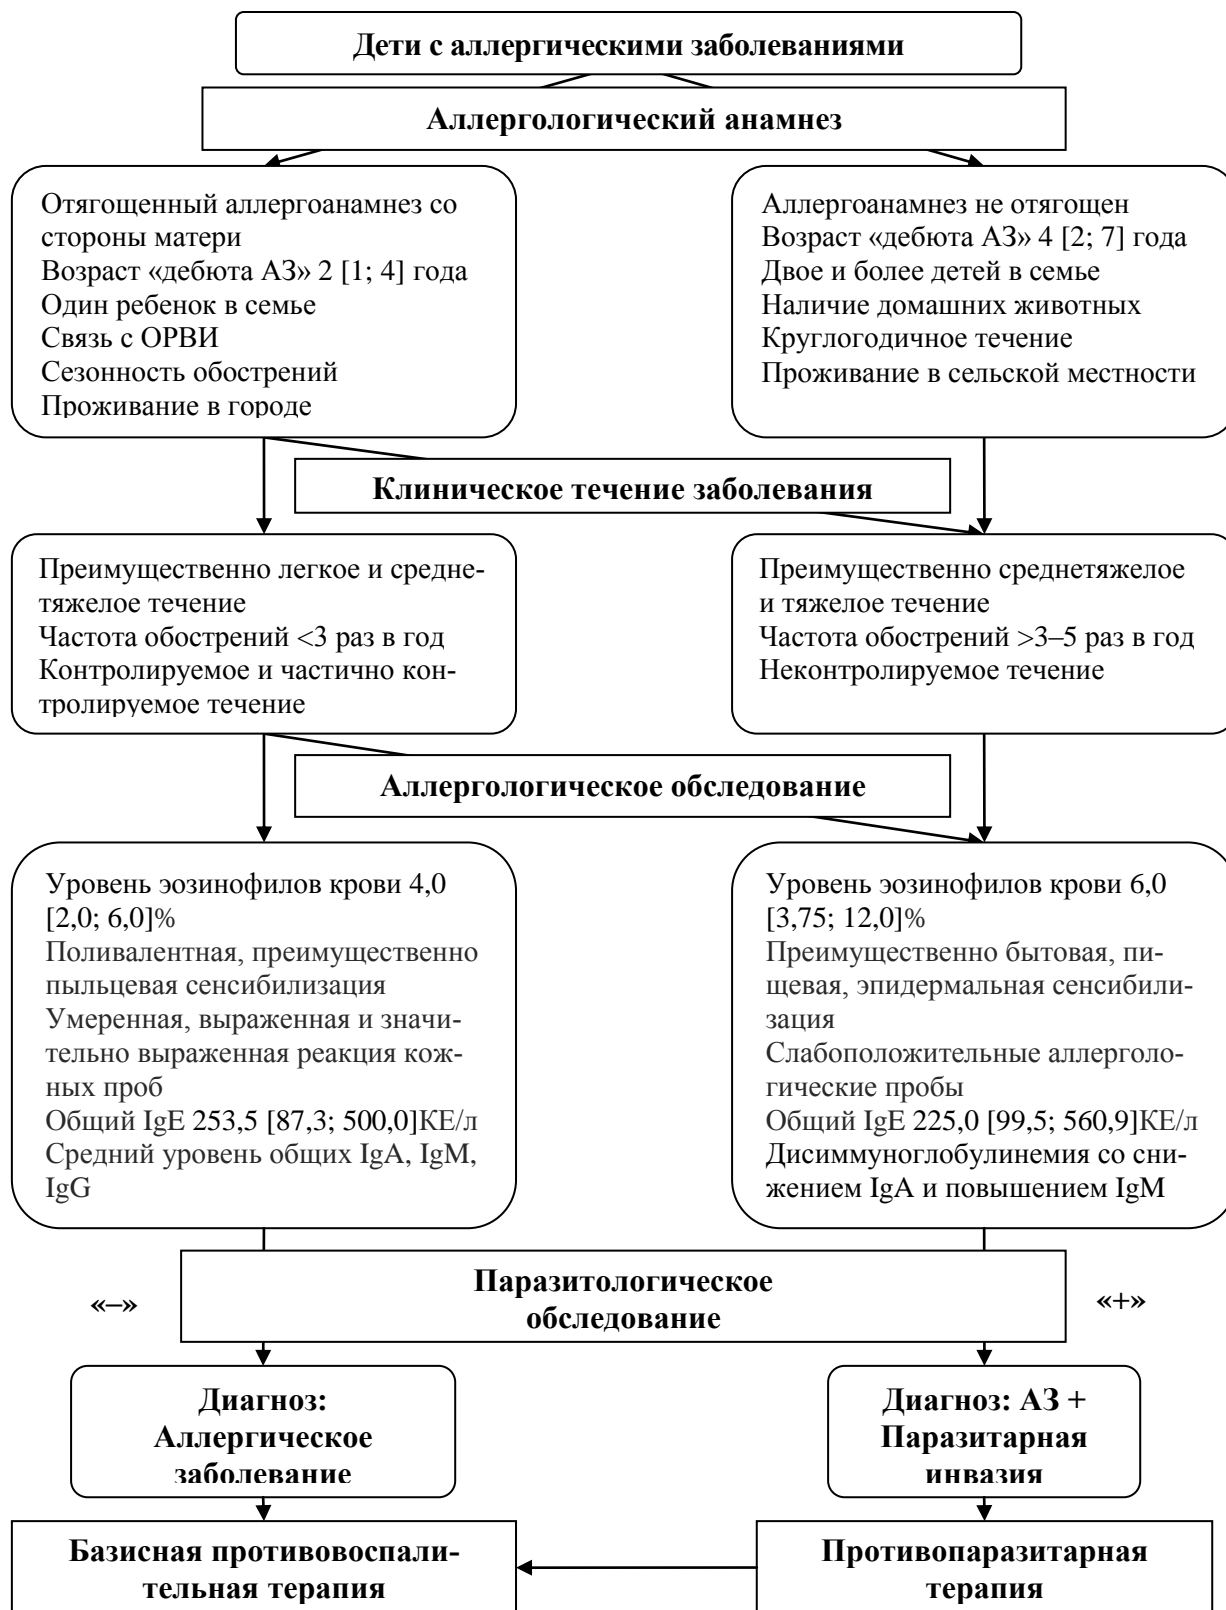 Дети с аллергическими заболеваниями
Аллергологический анамнез
Отягощенный аллергоанамнез со
стороны матери
Возраст «дебюта АЗ» 2 [1; 4] года
Один ребенок в семье
Связь с ОРВИ
Сезонность обострений
Проживание в городе
Аллергоанамнез не отягощен
Возраст «дебюта АЗ» 4 [2; 7] года
Двое и более детей в семье
Наличие домашних животных
Круглогодичное течение
Проживание в сельской местности
Клиническое течение заболевания
Преимущественно легкое и средне-
тяжелое течение
Частота обострений <3 раз в год
Контролируемое и частично кон-
тролируемое течение
Преимущественно среднетяжелое
и тяжелое течение
Частота обострений >3–5 раз в год
Неконтролируемое течение
Аллергологическое обследование
Уровень эозинофилов крови 4,0
[2,0; 6,0]%
Поливалентная, преимущественно
пыльцевая сенсибилизация
Умеренная, выраженная и значи-
тельно выраженная реакция кож-
ных проб
Общий IgE 253,5 [87,3; 500,0]КЕ/л
Средний уровень общих IgA, IgM,
IgG
Уровень эозинофилов крови 6,0
[3,75; 12,0]%
Преимущественно бытовая, пи-
щевая, эпидермальная сенсибили-
зация
Слабоположительные аллерголо-
гические пробы
Общий IgE 225,0 [99,5; 560,9]КЕ/л
Дисиммуноглобулинемия со сни-
жением IgA и повышением IgM
Паразитологическое
обследование
«–»
«+»
Диагноз:
Аллергическое
заболевание
Диагноз: АЗ +
Паразитарная
инвазия
Базисная противовоспали-
тельная терапия
Противопаразитарная
терапия